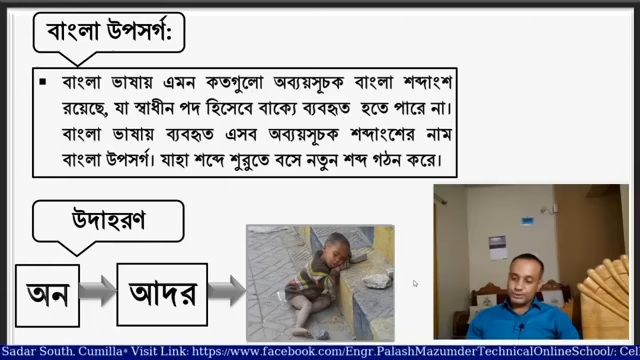 বাংলা উপসর্গ:
▪ বাংলা ভাষায় এমন কতগুলো অব্যয়সূচক বাংলা শব্দাংশ
রয়েছে, যা স্বাধীন পদ হিসেবে বাক্যে ব্যবহৃত হতে পারে না।
বাংলা ভাষায় ব্যবহৃত এসব অব্যয়সূচক শব্দাংশের নাম
বাংলা উপসর্গ। যাহা শব্দে শুরুতে বসে নতুন শব্দ গঠন করে।
উদাহরণ
অন
আদর
Sadar South. Cumilla* Visit Link: https://www.facebook.com/Engr.PalashMazumderTechnicalOnlineSchool/: Cel